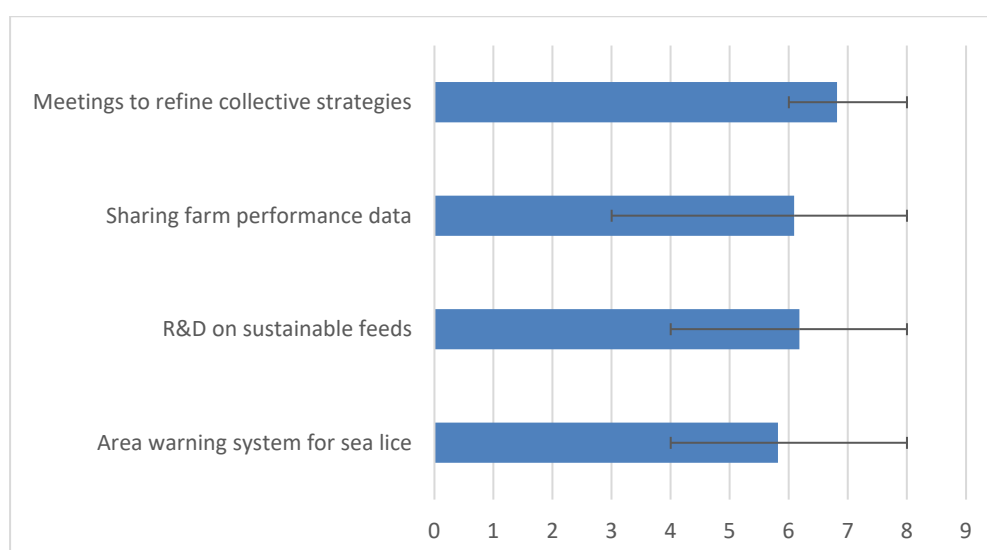 Meetings to refine collective strategies
Sharing farm performance data
R&D on sustainable feeds
Area warning system for sea lice
0 1 2 3 4 5 6 7 8 9